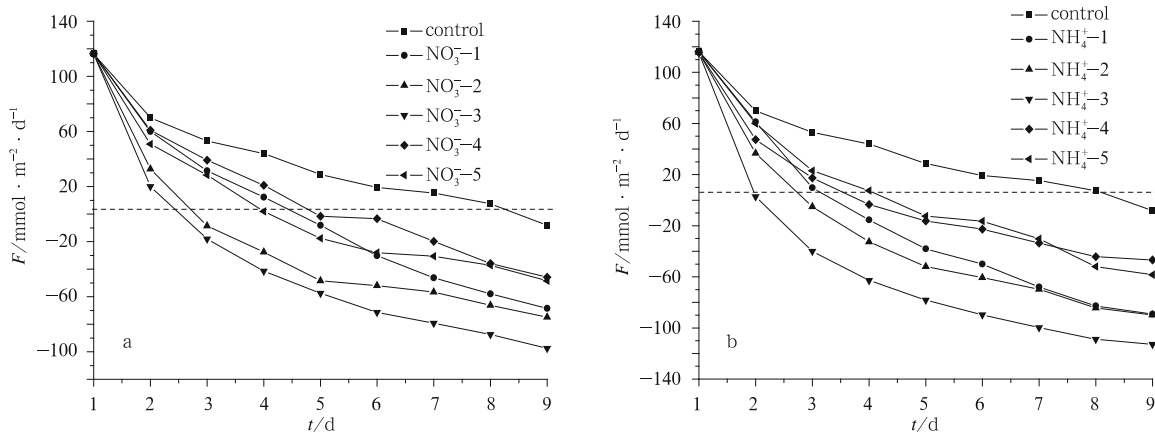 140
100
60
20
−20
−60
−100
F/mmol · m⁻² · d⁻¹
control
NO₃⁻−1
NO₃⁻−2
NO₃⁻−3
NO₃⁻−4
NO₃⁻−5
a
1 2 3 4 5 6 7 8 9
t/d
140
100
60
20
−20
−60
−100
−140
F/mmol · m⁻² · d⁻¹
control
NH₄⁺−1
NH₄⁺−2
NH₄⁺−3
NH₄⁺−4
NH₄⁺−5
b
1 2 3 4 5 6 7 8 9
t/d